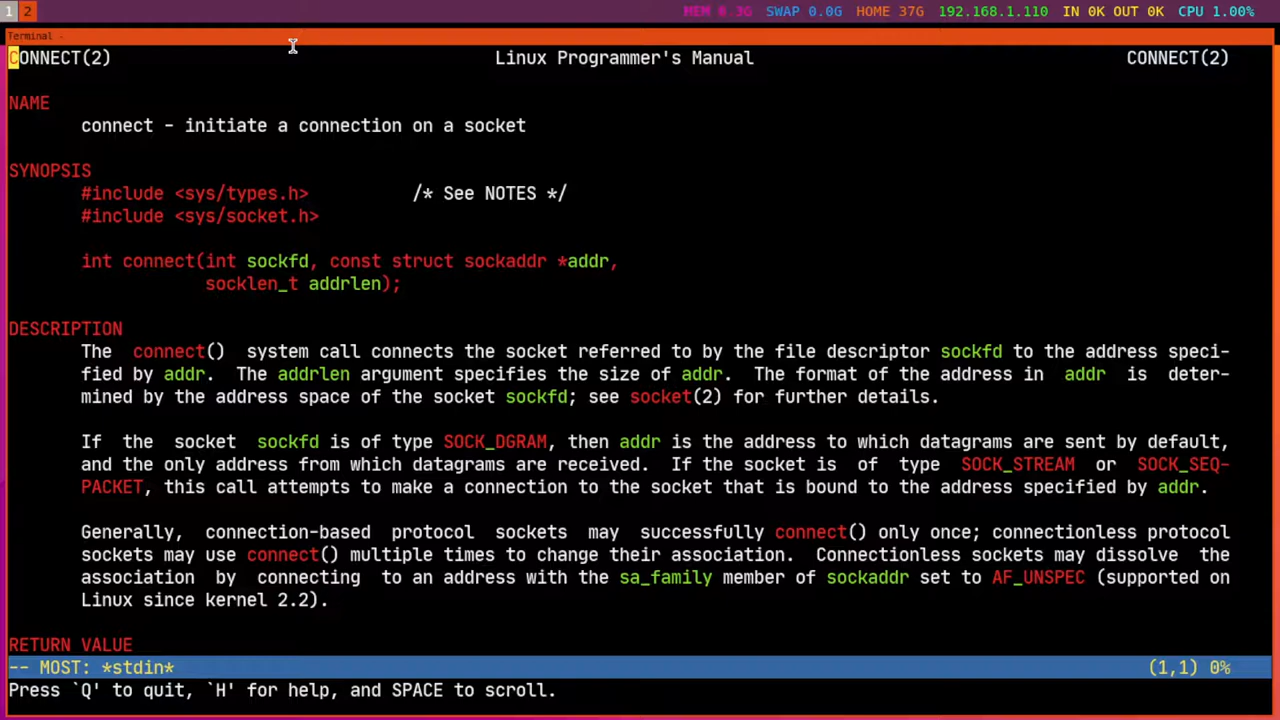 1 2 MEM 6.3G SWAP 0.0G HOME 37G 192.168.1.110 IN 0K OUT 0K CPU 1.00%
Terminal -
CONNECT(2) Linux Programmer's Manual CONNECT(2)
NAME
connect - initiate a connection on a socket
SYNOPSIS
#include <sys/types.h> /* See NOTES */
#include <sys/socket.h>
int connect(int sockfd, const struct sockaddr *addr,
socklen_t addrlen);
DESCRIPTION
The connect() system call connects the socket referred to by the file descriptor sockfd to the address speci-
fied by addr. The addrlen argument specifies the size of addr. The format of the address in addr is deter-
mined by the address space of the socket sockfd; see socket(2) for further details.
If the socket sockfd is of type SOCK_DGRAM, then addr is the address to which datagrams are sent by default,
and the only address from which datagrams are received. If the socket is of type SOCK_STREAM or SOCK_SEQ-
PACKET, this call attempts to make a connection to the socket that is bound to the address specified by addr.
Generally, connection-based protocol sockets may successfully connect() only once; connectionless protocol
sockets may use connect() multiple times to change their association. Connectionless sockets may dissolve the
association by connecting to an address with the sa_family member of sockaddr set to AF_UNSPEC (supported on
Linux since kernel 2.2).
RETURN VALUE
-- MOST: *stdin* (1,1) 0%
Press `Q' to quit, `H' for help, and SPACE to scroll.